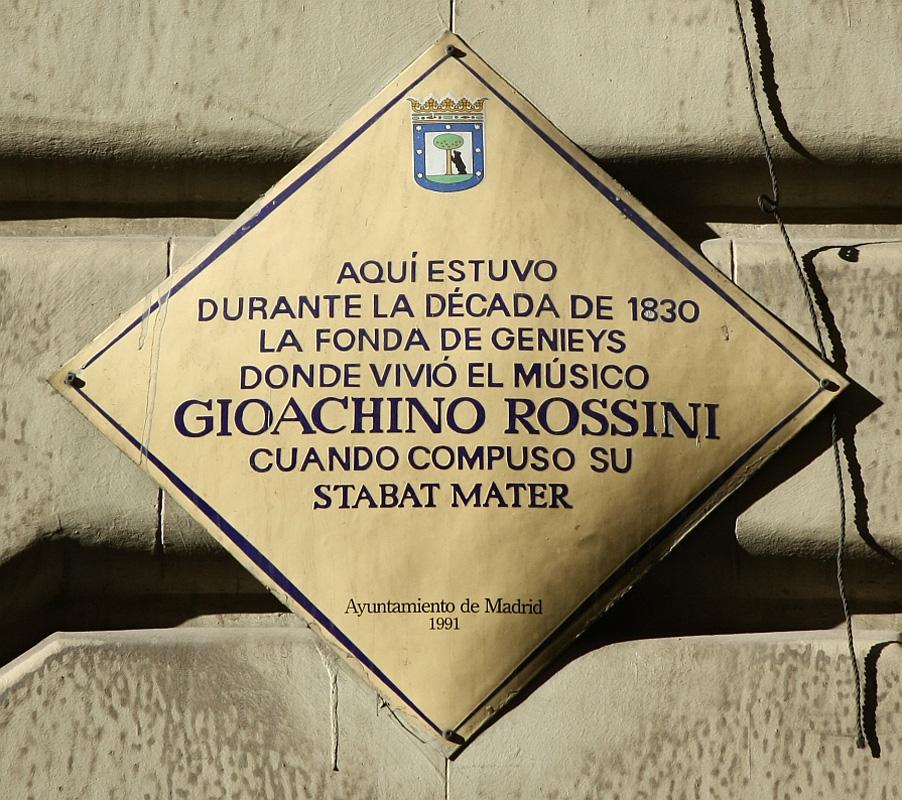 AQUÍ ESTUVO
DURANTE LA DÉCADA DE 1830
LA FONDA DE GENIEYS
DONDE VIVIÓ EL MÚSICO
GIOACHINO ROSSINI
CUANDO COMPUSO SU
STABAT MATER
Ayuntamiento de Madrid
1991